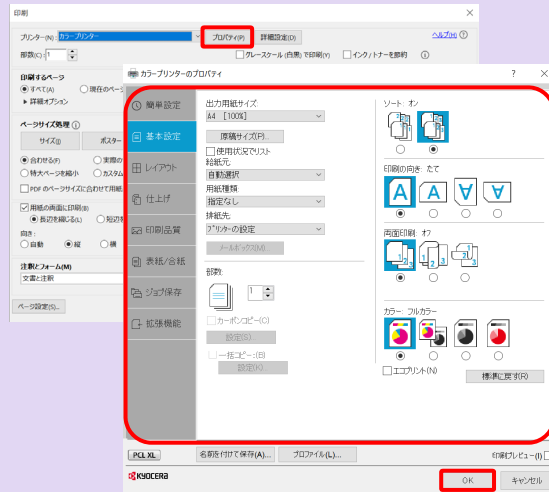 印刷
プリンター(N): カラープリンター
プロパティ(P)
詳細設定(D)
ヘルプ(H)
部数(C): 1
グレースケール (白黒) で印刷(Y)
インク/トナーを節約
印刷するページ
すべて(A)
現在のペー
詳細オプション
ページサイズ処理
サイズ(I)
ポスター
合わせる(F)
実際の
特大ページを縮小
カスタム
PDF のページサイズに合わせて用紙
用紙の両面に印刷(B)
長辺を綴じる(L)
短辺を
向き:
自動
縦
横
注釈とフォーム(M)
文書と注釈
ページ設定(S)...
カラープリンターのプロパティ
?
簡単設定
基本設定
レイアウト
仕上げ
印刷品質
表紙/合紙
ジョブ保存
拡張機能
出力用紙サイズ:
A4 [100%]
原稿サイズ(P)...
使用状況でリスト
給紙元:
自動選択
用紙種類:
指定なし
排紙先:
プリンターの設定
メールボックス(M)...
部数:
1
カーボンコピー(C)
設定(S)...
一括コピー:(B)
設定(K)...
ソート: オン
印刷の向き: たて
A A A A
両面印刷: オフ
カラー: フルカラー
エコプリント(N)
標準に戻す(R)
PCL XL
名前を付けて保存(A)...
プロファイル(L)...
印刷プレビュー(I)
KYOCERA
OK
キャンセル